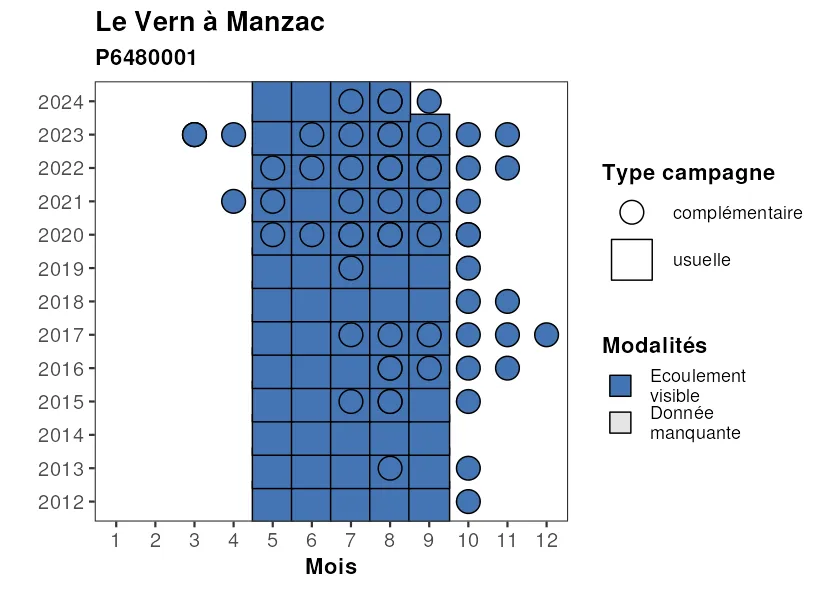 Le Vern à Manzac
P6480001
2024
2023
2022
2021
2020
2019
2018
2017
2016
2015
2014
2013
2012
1 2 3 4 5 6 7 8 9 10 11 12
Mois
Type campagne
complémentaire
usuelle
Modalités
Ecoulement
visible
Donnée
manquante